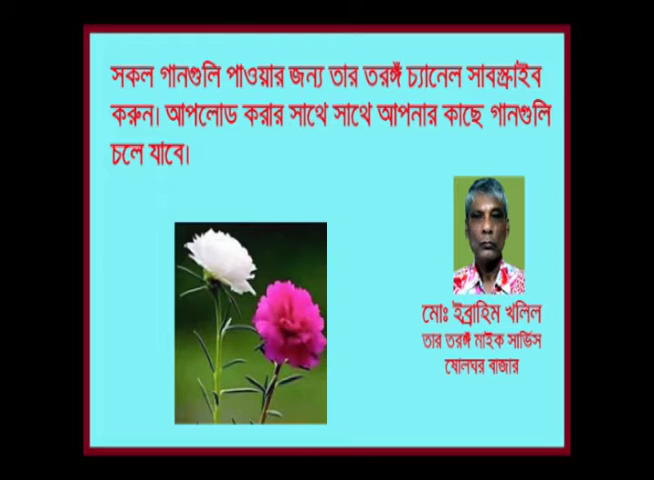 সকল গানগুলি পাওয়ার জন্য তার তরঙ্গঁ চ্যানেল সাবস্ক্রাইব
করুন। আপলোড করার সাথে সাথে আপনার কাছে গানগুলি
চলে যাবে।
মোঃ ইব্রাহিম খলিল
তার তরঙ্গঁ মাইক সার্ভিস
ষোলঘর বাজার